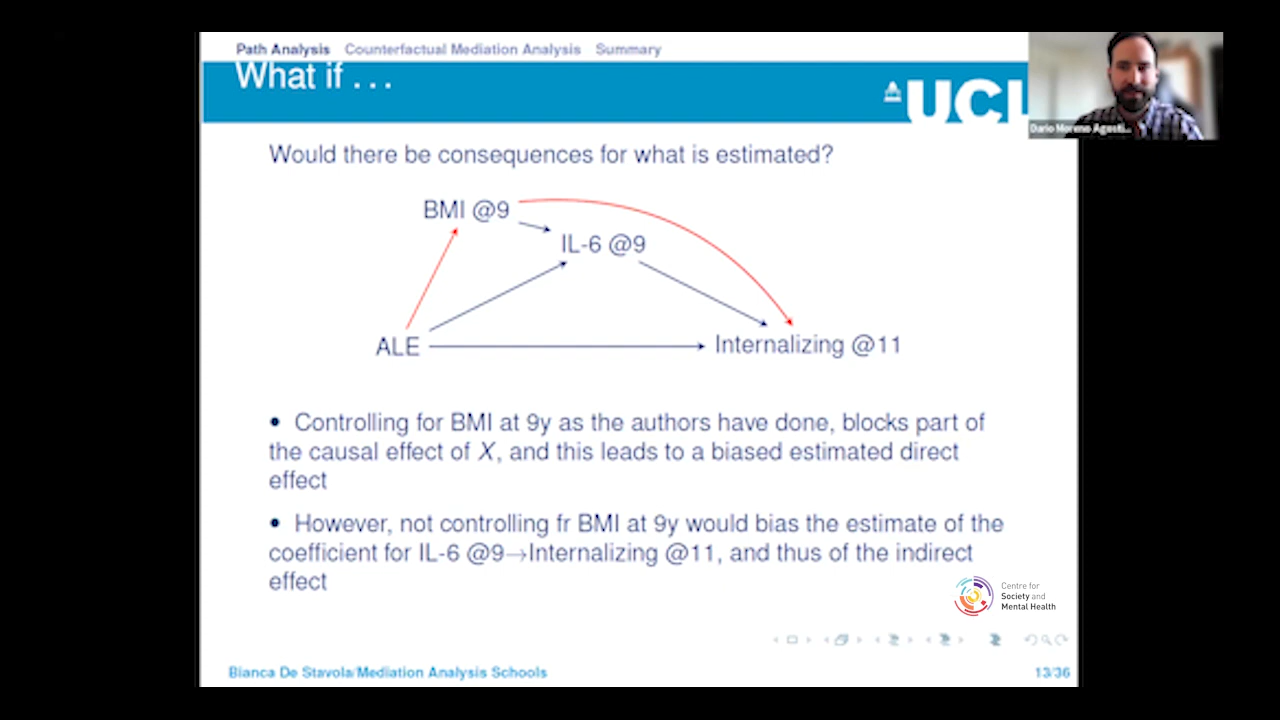 Path Analysis Counterfactual Mediation Analysis Summary
What if ...
UCL
Dario Moreno Agosti...
Would there be consequences for what is estimated?
BMI @9
IL-6 @9
ALE
Internalizing @11
• Controlling for BMI at 9y as the authors have done, blocks part of
the causal effect of X, and this leads to a biased estimated direct
effect
• However, not controlling fr BMI at 9y would bias the estimate of the
coefficient for IL-6 @9→Internalizing @11, and thus of the indirect
effect
Centre for
Society and
Mental Health
Bianca De Stavola/Mediation Analysis Schools
13/36